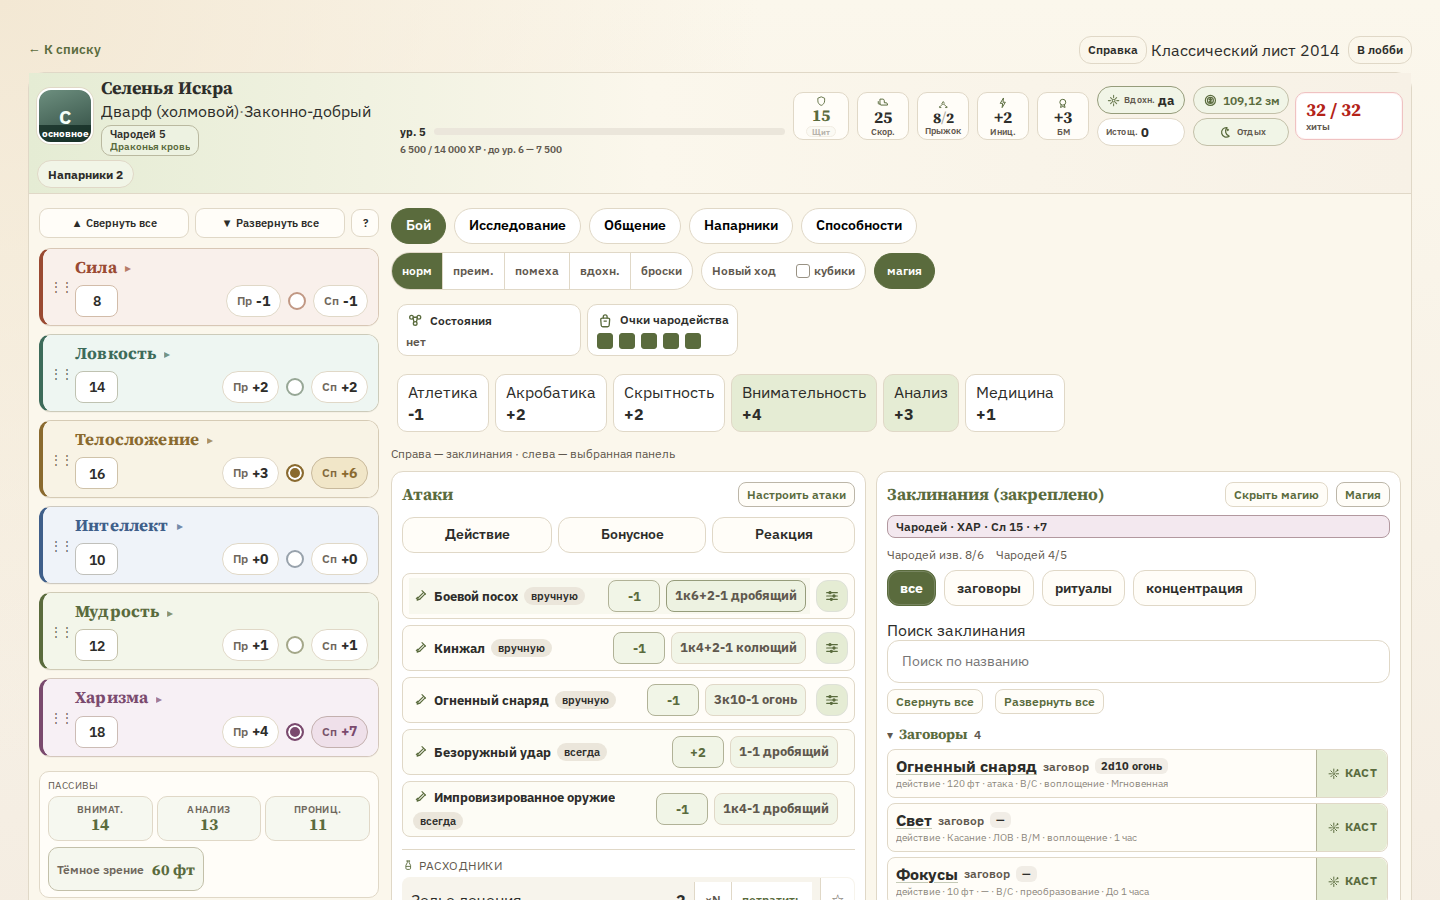 ← К списку
Справка Классический лист 2014 В лобби
С
основное
Селенья Искра
Дварф (холмовой)·Законно-добрый
Чародей 5
Драконья кровь
Напарники 2
ур. 5
6 500 / 14 000 XP · до ур. 6 — 7 500
15
Щит
25
Скор.
8/2
Прыжок
+2
Иниц.
+3
БМ
Вдохн. да
Истощ. 0
109,12 зм
Отдых
32 / 32
хиты
▲ Свернуть все
▼ Развернуть все
?
Сила ▸
8
Пр -1
Сп -1
Ловкость ▸
14
Пр +2
Сп +2
Телосложение ▸
16
Пр +3
Сп +6
Интеллект ▸
10
Пр +0
Сп +0
Мудрость ▸
12
Пр +1
Сп +1
Харизма ▸
18
Пр +4
Сп +7
ПАССИВЫ
ВНИМАТ.
14
АНАЛИЗ
13
ПРОНИЦ.
11
Тёмное зрение 60 фт
Бой
Исследование
Общение
Напарники
Способности
норм
преим.
помеха
вдохн.
броски
Новый ход
кубики
магия
Состояния
нет
Очки чародейства
Атлетика
-1
Акробатика
+2
Скрытность
+2
Внимательность
+4
Анализ
+3
Медицина
+1
Справа — заклинания · слева — выбранная панель
Атаки
Настроить атаки
Действие
Бонусное
Реакция
Боевой посох вручную -1 1к6+2-1 дробящий
Кинжал вручную -1 1к4+2-1 колющий
Огненный снаряд вручную -1 3к10-1 огонь
Безоружный удар всегда +2 1-1 дробящий
Импровизированное оружие
всегда
-1 1к4-1 дробящий
РАСХОДНИКИ
Зелье лечения 2 ×N потратить ☆
Заклинания (закреплено)
Скрыть магию
Магия
Чародей · ХАР · Сл 15 · +7
Чародей изв. 8/6 Чародей 4/5
все
заговоры
ритуалы
концентрация
Поиск заклинания
Поиск по названию
Свернуть все
Развернуть все
▾ Заговоры 4
Огненный снаряд заговор 2d10 огонь
действие · 120 фт · атака · В/С · воплощение · Мгновенная
КАСТ
Свет заговор —
действие · Касание · ЛОВ · В/М · воплощение · 1 час
КАСТ
Фокусы заговор —
действие · 10 фт · — · В/С · преобразование · До 1 часа
КАСТ